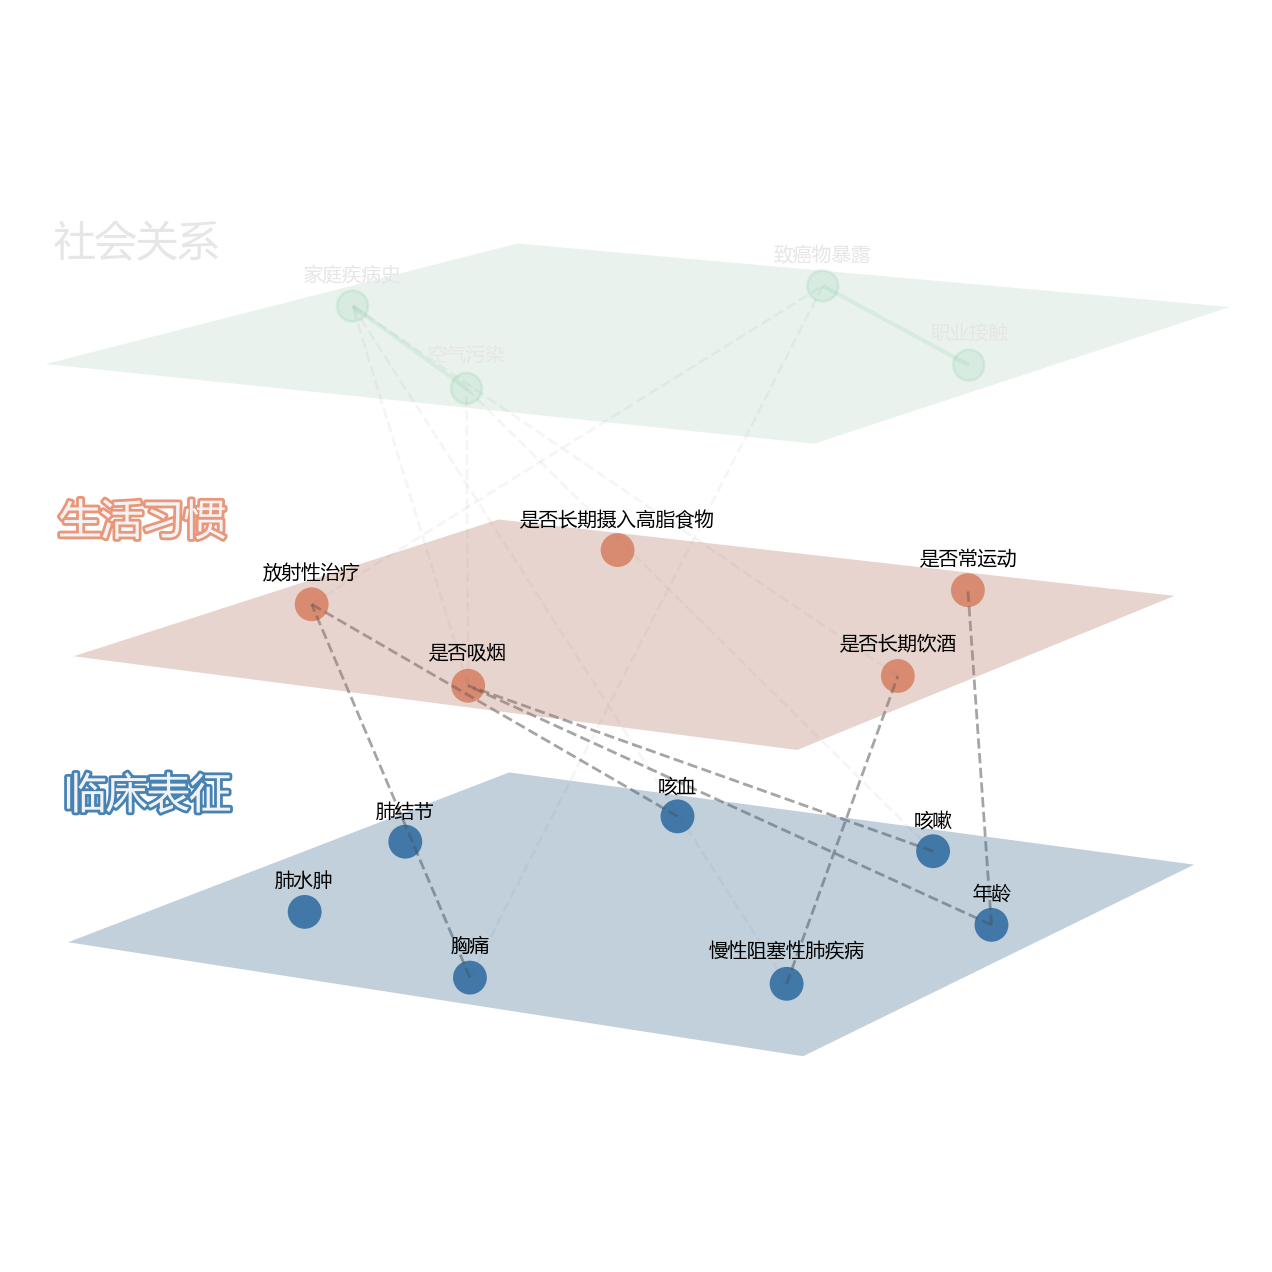 社会关系
家庭疾病史
致癌物暴露
空气污染
职业接触
生活习惯
是否长期摄入高脂食物
放射性治疗
是否常运动
是否吸烟
是否长期饮酒
临床表征
咳血
肺结节
咳嗽
肺水肿
年龄
胸痛
慢性阻塞性肺疾病